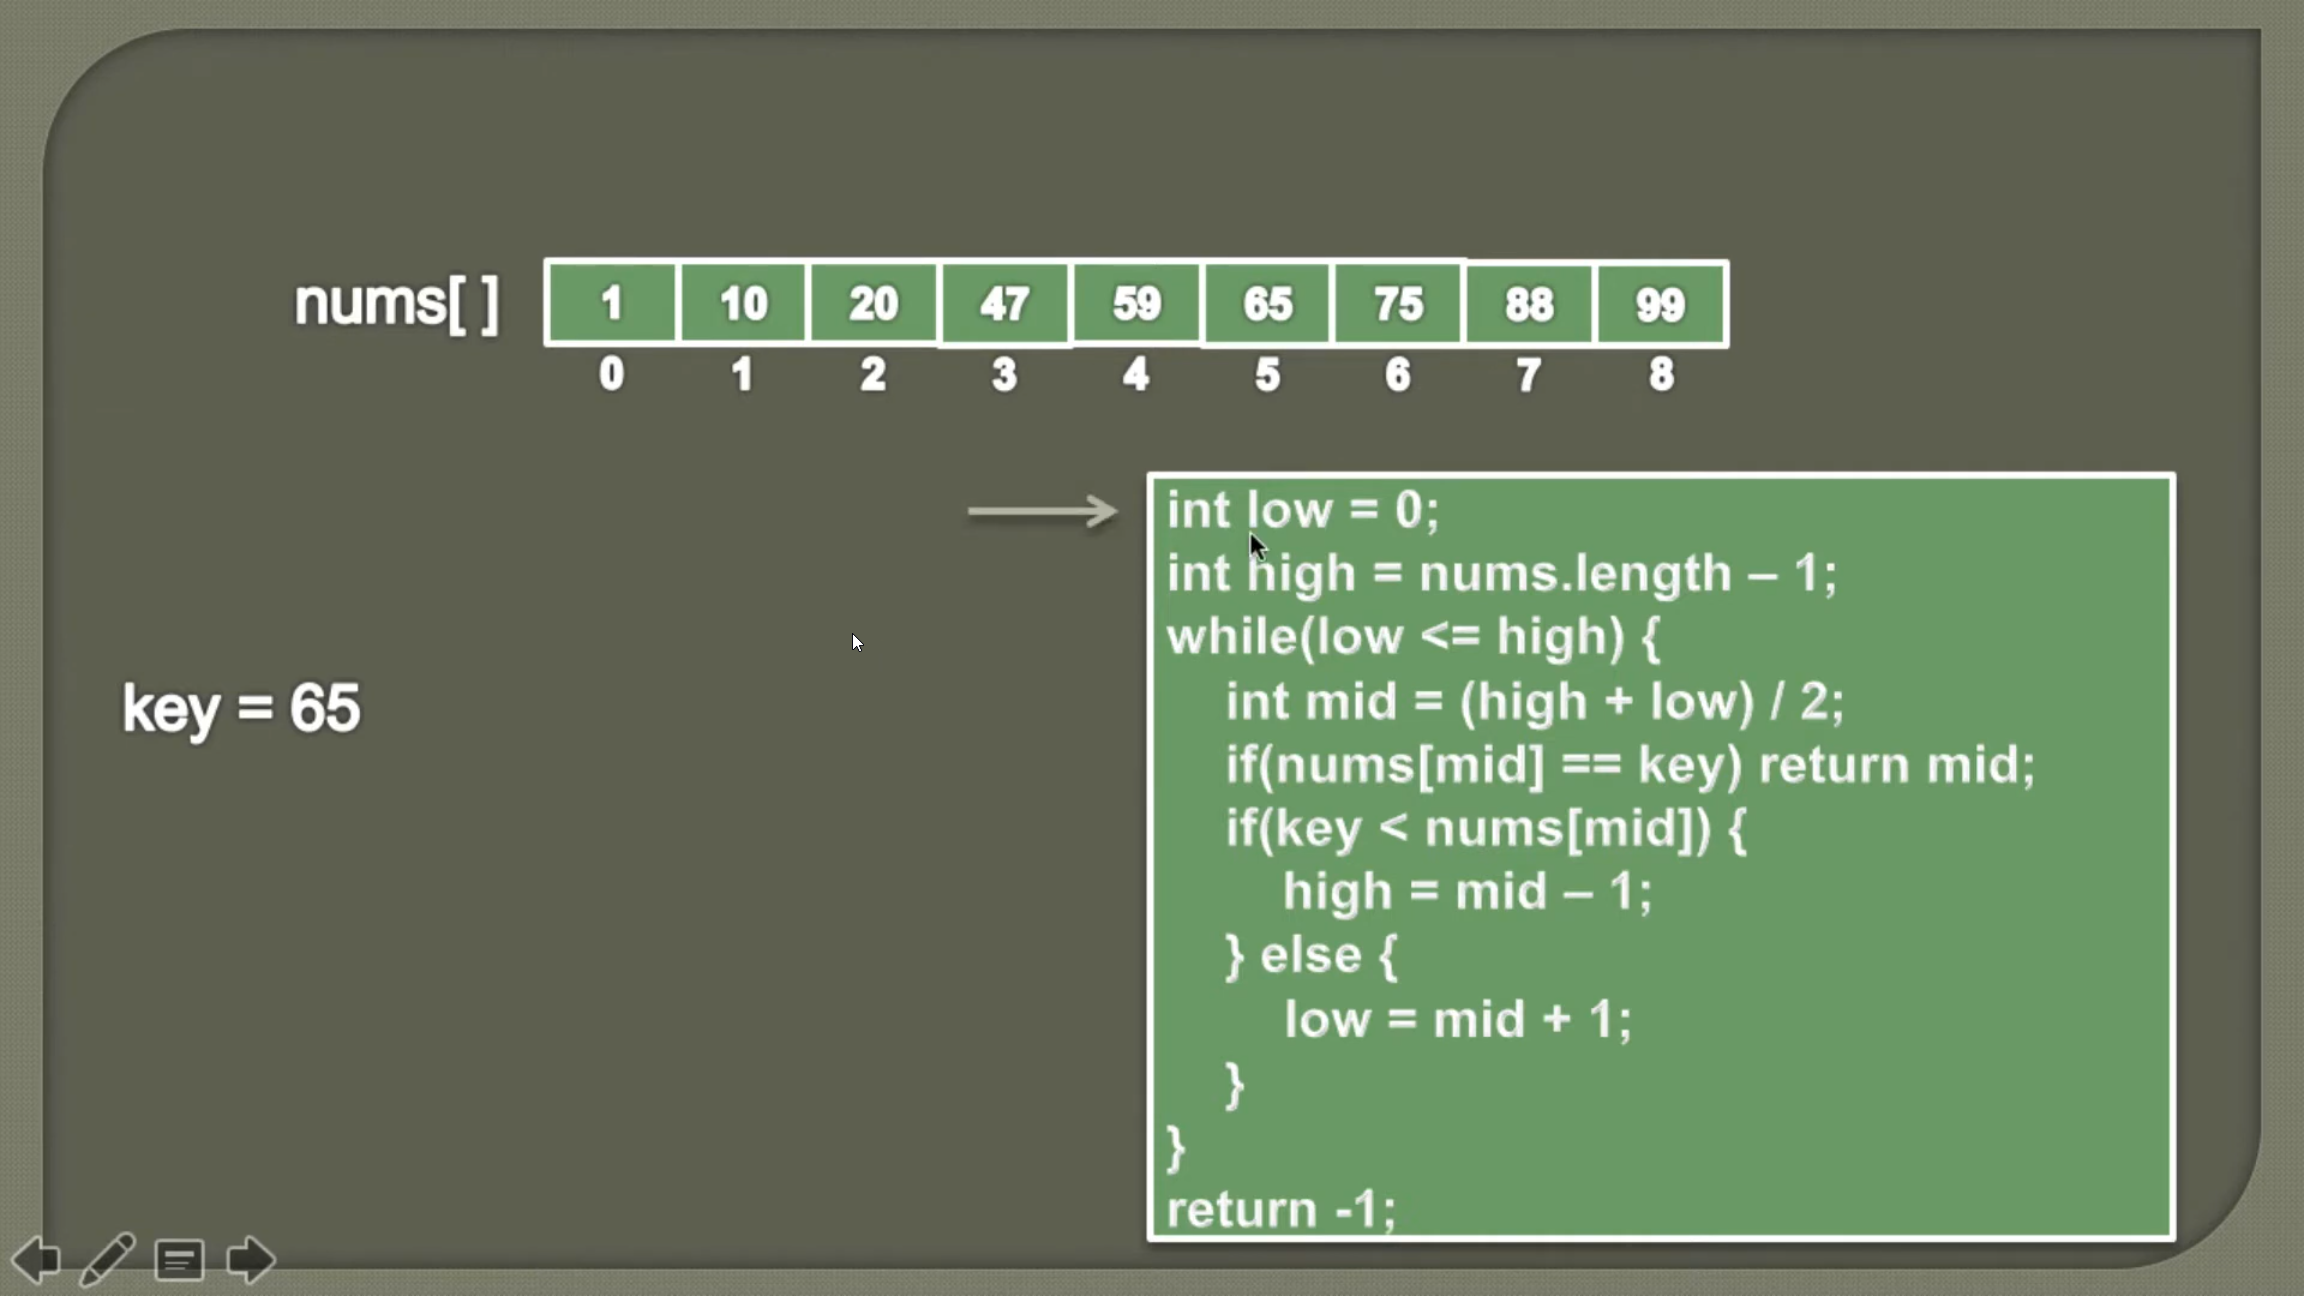 nums[ ] 1 10 20 47 59 65 75 88 99
0 1 2 3 4 5 6 7 8
key = 65
int low = 0;
int high = nums.length – 1;
while(low <= high) {
int mid = (high + low) / 2;
if(nums[mid] == key) return mid;
if(key < nums[mid]) {
high = mid – 1;
} else {
low = mid + 1;
}
}
return -1;